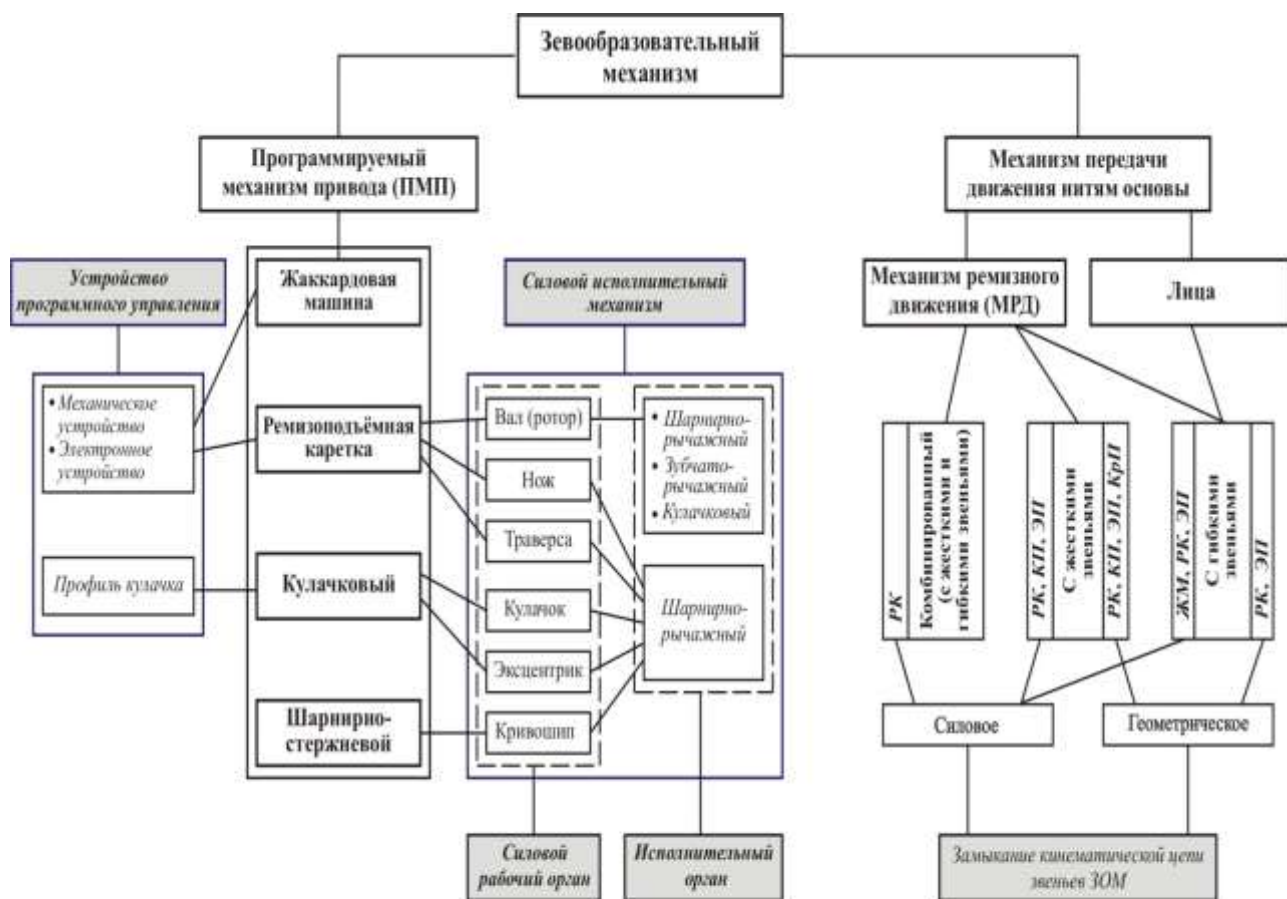 Зевообразовательный
механизм
Программируемый
механизм привода (ПМП)
Механизм передачи
движения нитям основы
Устройство
программного управления
Жаккардовая
машина
Силовой исполнительный
механизм
Механизм ремизного
движения (МРД)
Лица
• Механическое
устройство
• Электронное
устройство
Ремизоподъёмная
каретка
Вал (ротор)
Нож
Траверса
• Шарнирно-
рычажный
• Зубчато-
рычажный
• Кулачковый
Профиль кулачка
Кулачковый
Кулачок
Эксцентрик
Шарнирно-
рычажный
Шарнирно-
стержневой
Кривошип
РК
Комбинированный
(с жесткими и
гибкими звеньями)
РК, КП, ЭП
С жесткими
звеньями
РК, КП, ЭП, КрП
ЖМ, РК, ЭП
С гибкими
звеньями
РК, ЭП
Силовое
Геометрическое
Силовой
рабочий орган
Исполнительный
орган
Замыкание кинематической цепи
звеньев ЗОМ